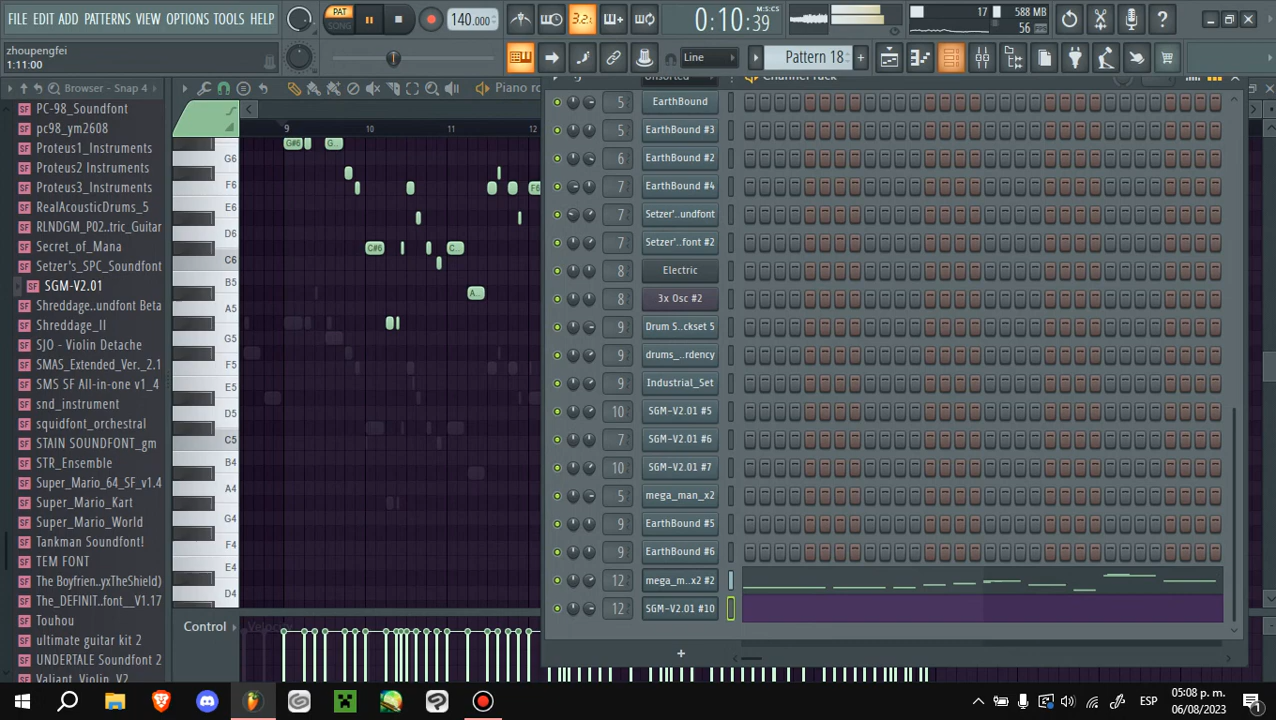 FILE EDIT ADD PATTERNS VIEW OPTIONS TOOLS HELP
PAT
SONG
140.000
3.2
0:10:39
M:S:CS
17
588 MB
56
zhoupengfei
1:11:00
Line
Pattern 18
Browser - Snap 4
Piano ro
PC-98_Soundfont
pc98_ym2608
Proteus1_Instruments
Proteus2 Instruments
Proteus3_Instruments
RealAcousticDrums_5
RLNDGM_P02..tric_Guitar
Secret_of_Mana
Setzer's_SPC_Soundfont
SGM-V2.01
Shreddage..undfont Beta
Shreddage_II
SJO - Violin Detache
SMAS_Extended_Ver.._2.1
SMS SF All-in-one v1_4
snd_instrument
squidfont_orchestral
STAIN SOUNDFONT_gm
STR_Ensemble
Super_Mario_64_SF_v1.4
Super_Mario_Kart
Super_Mario_World
Tankman Soundfont!
TEM FONT
The Boyfrien..yxTheShield)
The_DEFINIT..font__V1.17
Touhou
ultimate guitar kit 2
UNDERTALE Soundfont 2
Valiant_Violin_V2
9 10 11 12
G6
F6
E6
D6
C6
B5
A5
G5
F5
E5
D5
C5
B4
A4
G4
F4
E4
D4
G#6
G...
F6
C#6
C...
A...
Control
Velocity
Unsorted
Channel rack
5 EarthBound
5 EarthBound #3
6 EarthBound #2
7 EarthBound #4
7 Setzer'..undfont
7 Setzer'..font #2
8 Electric
8 3x Osc #2
9 Drum S..ckset 5
9 drums_..rdency
9 Industrial_Set
10 SGM-V2.01 #5
7 SGM-V2.01 #6
10 SGM-V2.01 #7
5 mega_man_x2
9 EarthBound #5
9 EarthBound #6
12 mega_m..x2 #2
12 SGM-V2.01 #10
ESP
05:08 p. m.
06/08/2023
1